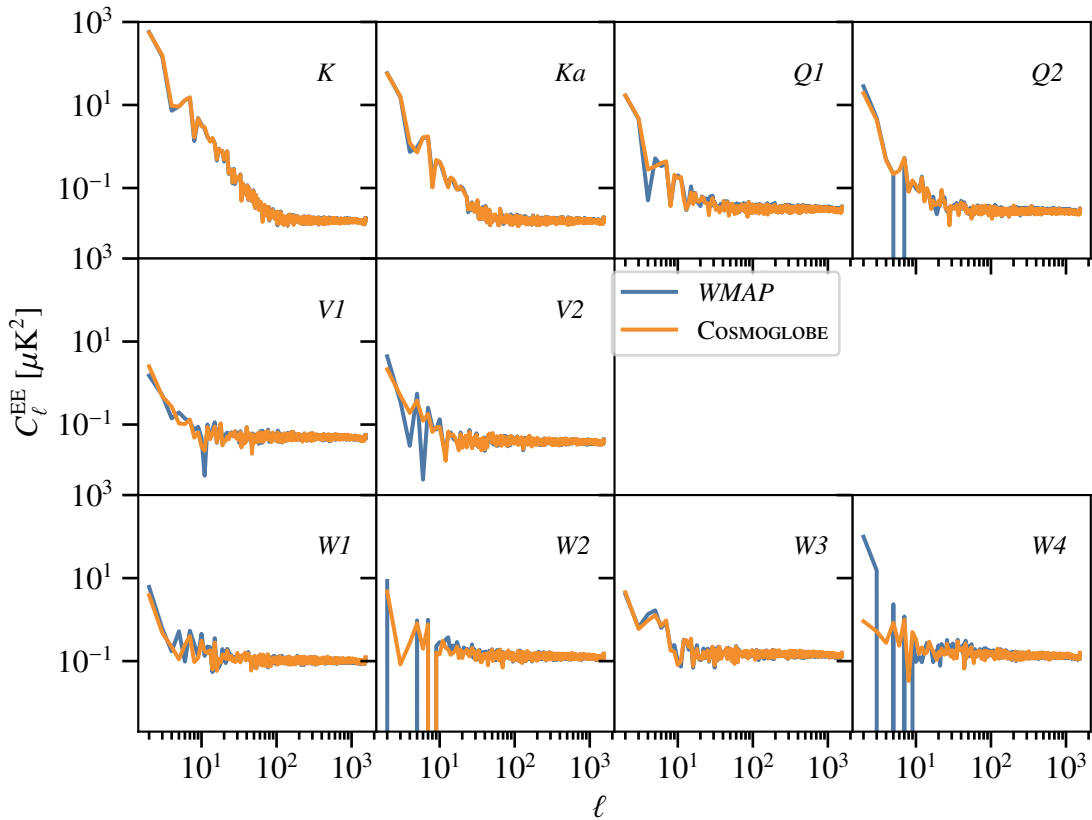 10³
K
Ka
Q1
Q2
10¹
10⁻¹
10³
V1
V2
WMAP
COSMOGLOBE
10¹
10⁻¹
C_ℓ^EE [μK²]
10³
W1
W2
W3
W4
10¹
10⁻¹
10¹ 10² 10³ 10¹ 10² 10³ 10¹ 10² 10³ 10¹ 10² 10³
ℓ